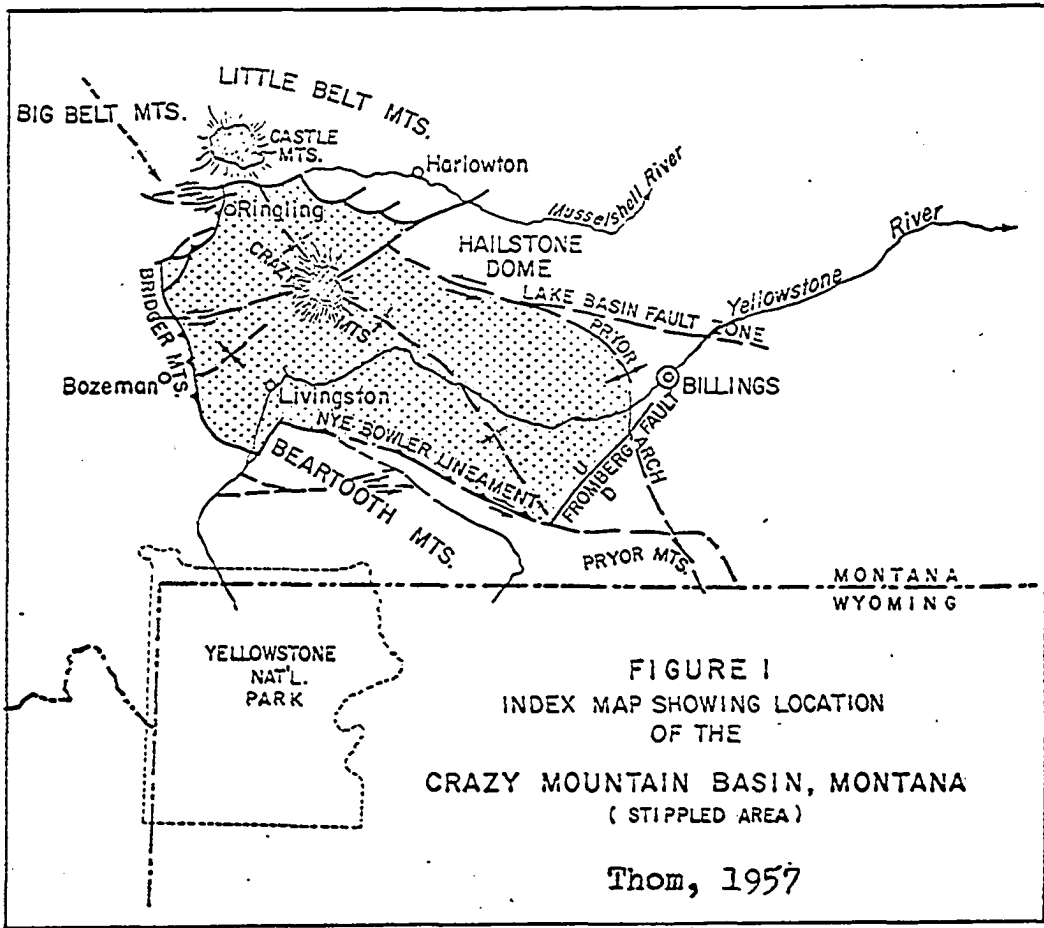 LITTLE BELT MTS.
BIG BELT MTS.
CASTLE
MTS.
Harlowton
Musselshell River
Ringling
HAILSTONE
DOME
CRAZY
MTS
LAKE BASIN FAULT ZONE
Yellowstone
River
BRIDGER MTS.
PRYOR
ARCH
Bozeman
Livingston
BILLINGS
NYE BOWLER LINEAMENT
U
D
FROMBERG FAULT
BEARTOOTH MTS.
PRYOR MTS.
MONTANA
WYOMING
YELLOWSTONE
NAT'L.
PARK
FIGURE 1
INDEX MAP SHOWING LOCATION
OF THE
CRAZY MOUNTAIN BASIN, MONTANA
( STIPPLED AREA )
Thom, 1957